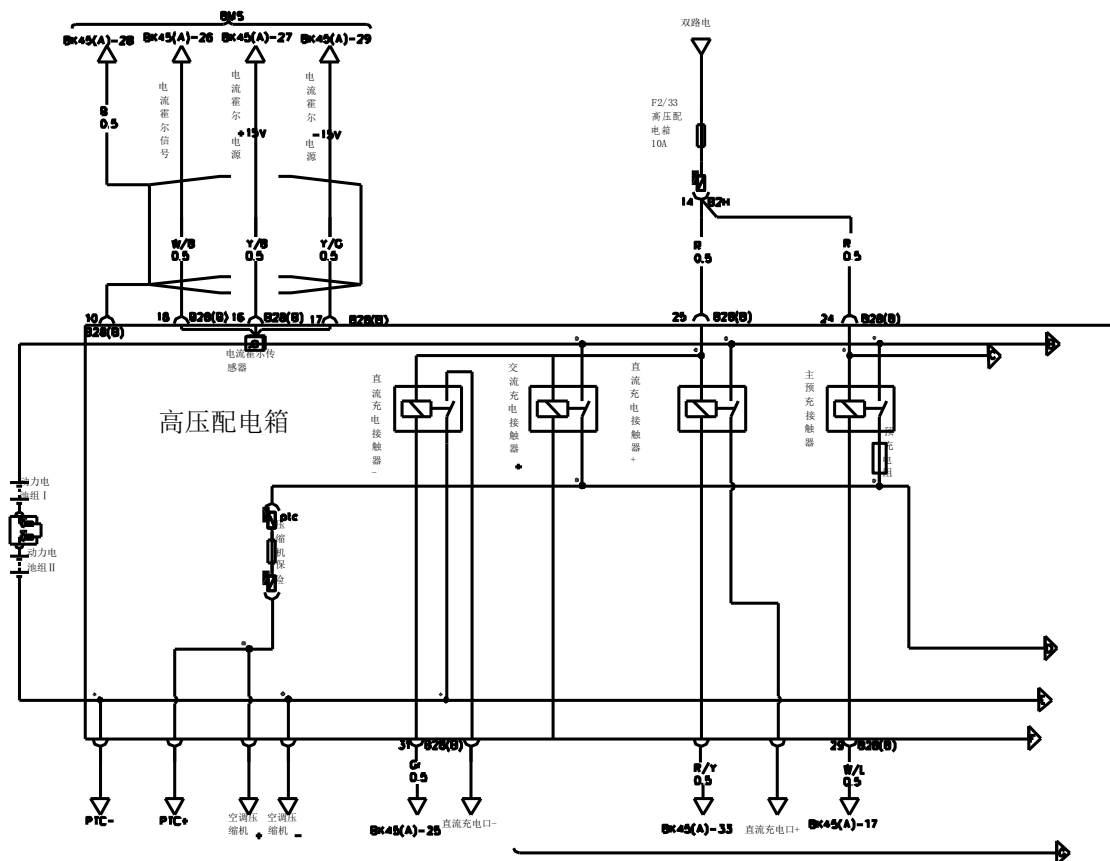 BMS
BK45(A)-28
BK45(A)-26
BK45(A)-27
BK45(A)-29
双路电
B
0.5
电流霍尔信号
电流霍尔
+15V
电源
电流霍尔
-15V
电源
F2/33
高压配
电箱
10A
14
B2H
W/B
0.5
Y/B
0.5
Y/G
0.5
R
0.5
R
0.5
10
B28(B)
18
B28(B)
16
B28(B)
17
B28(B)
25
B28(B)
24
B28(B)
电流霍尔传
感器
高压配电箱
直流充电接触器-
交流充电接触器+
直流充电接触器+
主预充接触器
预充电阻
动力电
池组Ⅰ
动力电
池组Ⅱ
ptc
压缩机保险
31
B28(B)
29
B28(B)
Gr
0.5
R/Y
0.5
W/L
0.5
PTC-
PTC+
空调压
缩机 +
空调压
缩机 -
BK45(A)-25
直流充电口-
BK45(A)-33
直流充电口+
BK45(A)-17